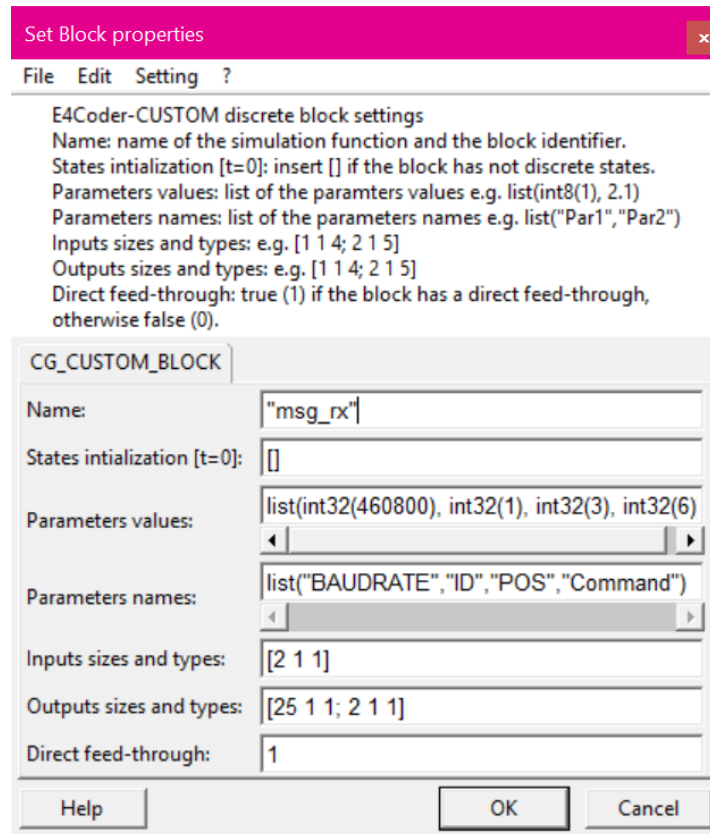 Set Block properties
x
File Edit Setting ?
E4Coder-CUSTOM discrete block settings
Name: name of the simulation function and the block identifier.
States intialization [t=0]: insert [] if the block has not discrete states.
Parameters values: list of the paramters values e.g. list(int8(1), 2.1)
Parameters names: list of the parameters names e.g. list("Par1","Par2")
Inputs sizes and types: e.g. [1 1 4; 2 1 5]
Outputs sizes and types: e.g. [1 1 4; 2 1 5]
Direct feed-through: true (1) if the block has a direct feed-through,
otherwise false (0).
CG_CUSTOM_BLOCK
Name: "msg_rx"
States intialization [t=0]: []
Parameters values: list(int32(460800), int32(1), int32(3), int32(6)
Parameters names: list("BAUDRATE","ID","POS","Command")
Inputs sizes and types: [2 1 1]
Outputs sizes and types: [25 1 1; 2 1 1]
Direct feed-through: 1
Help OK Cancel